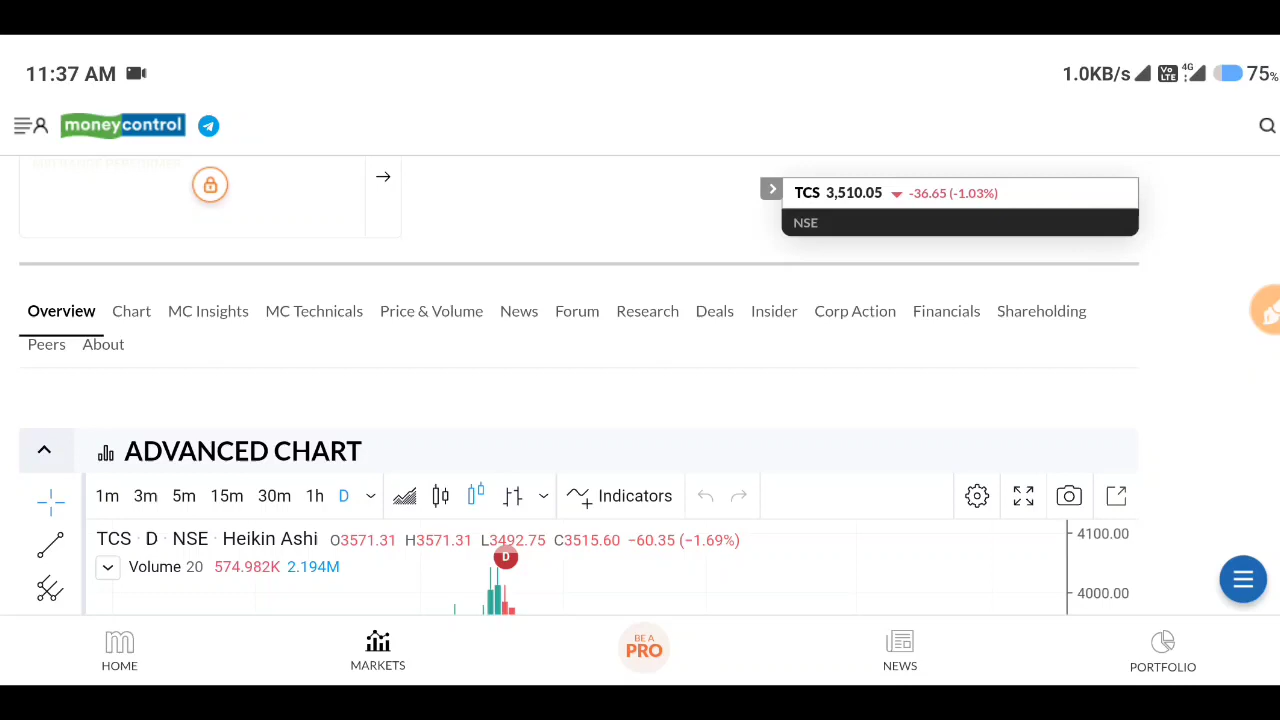 11:37 AM 1.0KB/s Vo LTE 4G 75%
moneycontrol
TCS 3,510.05 -36.65 (-1.03%)
NSE
Overview Chart MC Insights MC Technicals Price & Volume News Forum Research Deals Insider Corp Action Financials Shareholding
Peers About
ADVANCED CHART
1m 3m 5m 15m 30m 1h D Indicators
TCS · D · NSE · Heikin Ashi O3571.31 H3571.31 L3492.75 C3515.60 −60.35 (−1.69%)
4100.00
D
Volume 20 574.982K 2.194M
4000.00
BE A
PRO
HOME MARKETS NEWS PORTFOLIO